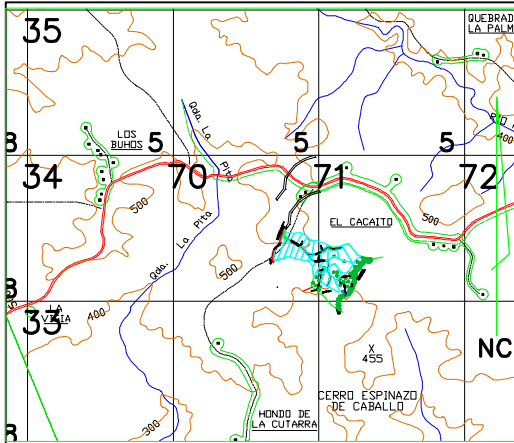 35
QUEBRAD
LA PALM
400
LOS
BUHOS
8
5
5
5
34
70
71
72
Qda. La Pita
500
EL CACAITO
500
Qda. La Pita
500
LA
400
33
X
455
NC
CERRO ESPINAZO
DE CABALLO
HONDO DE
LA CUTARRA
300
8